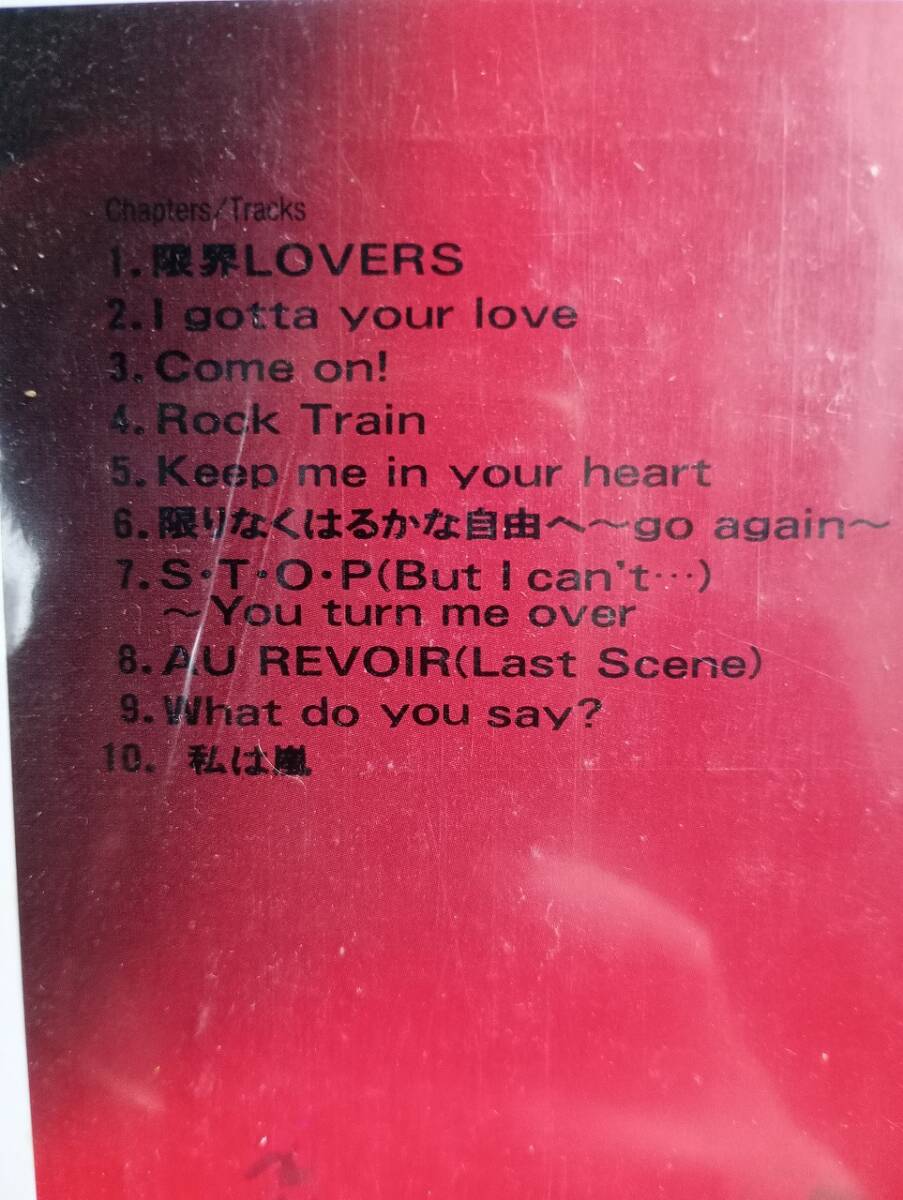 Chapters/Tracks
1.限界LOVERS
2.I gotta your love
3.Come on!
4.Rock Train
5.Keep me in your heart
6.限りなくはるかな自由へ～go again～
7.S・T・O・P(But I can't…)
～You turn me over
8.AU REVOIR(Last Scene)
9.What do you say?
10. 私は嵐